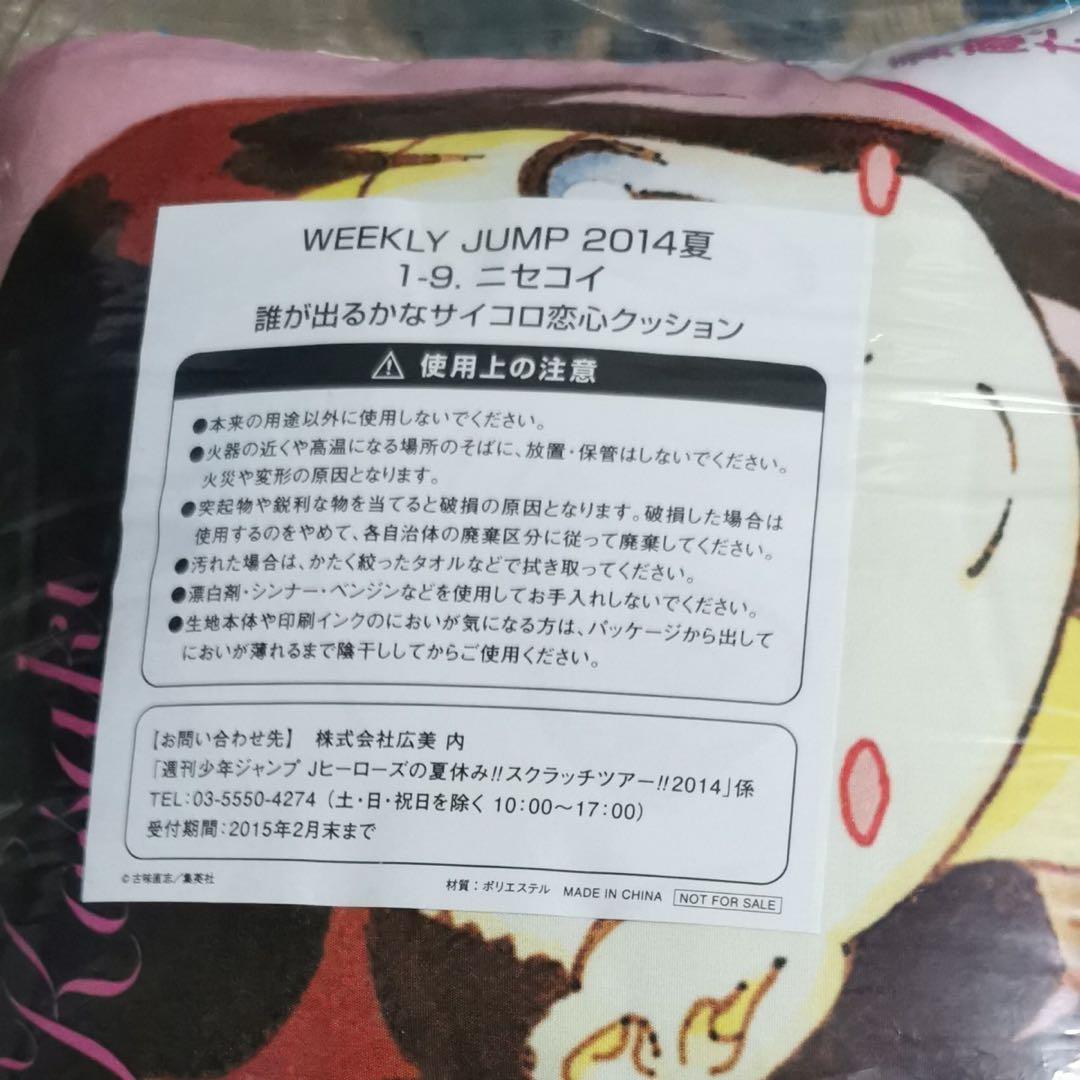 WEEKLY JUMP 2014夏
1-9. ニセコイ
誰が出るかなサイコロ恋心クッション
使用上の注意
●本来の用途以外に使用しないでください。
●火器の近くや高温になる場所のそばに、放置・保管はしないでください。
火災や変形の原因となります。
●突起物や鋭利な物を当てると破損の原因となります。破損した場合は
使用するのをやめて、各自治体の廃棄区分に従って廃棄してください。
●汚れた場合は、かたく絞ったタオルなどで拭き取ってください。
●漂白剤・シンナー・ベンジンなどを使用してお手入れしないでください。
●生地本体や印刷インクのにおいが気になる方は、パッケージから出して
においが薄れるまで陰干ししてからご使用ください。
【お問い合わせ先】 株式会社広美 内
「週刊少年ジャンプ Jヒーローズの夏休み!!スクラッチツアー!!2014」係
TEL:03-5550-4274 (土・日・祝日を除く 10:00〜17:00)
受付期間:2015年2月末まで
©古味直志/集英社
材質:ポリエステル MADE IN CHINA NOT FOR SALE